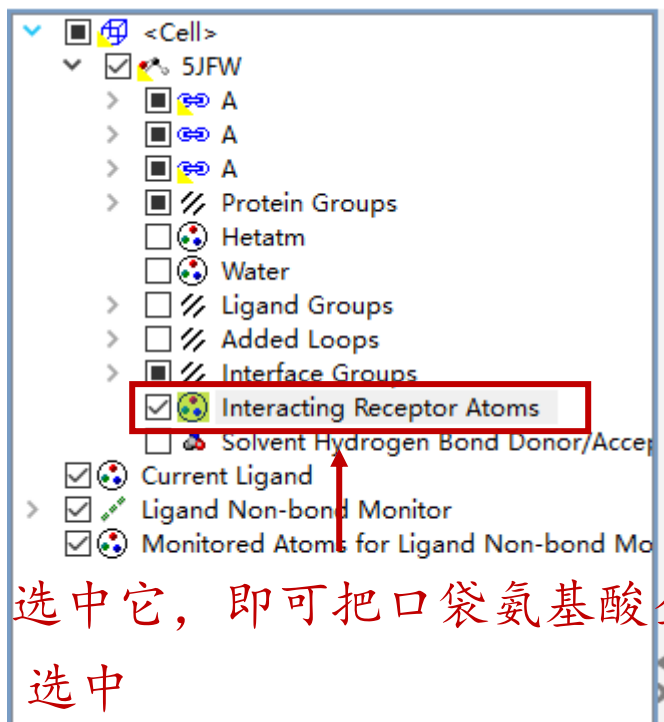 <Cell>
5JFW
A
A
A
Protein Groups
Hetatm
Water
Ligand Groups
Added Loops
Interface Groups
Interacting Receptor Atoms
Solvent Hydrogen Bond Donor/Accep
Current Ligand
Ligand Non-bond Monitor
Monitored Atoms for Ligand Non-bond Mo
选中它，即可把口袋氨基酸
选中